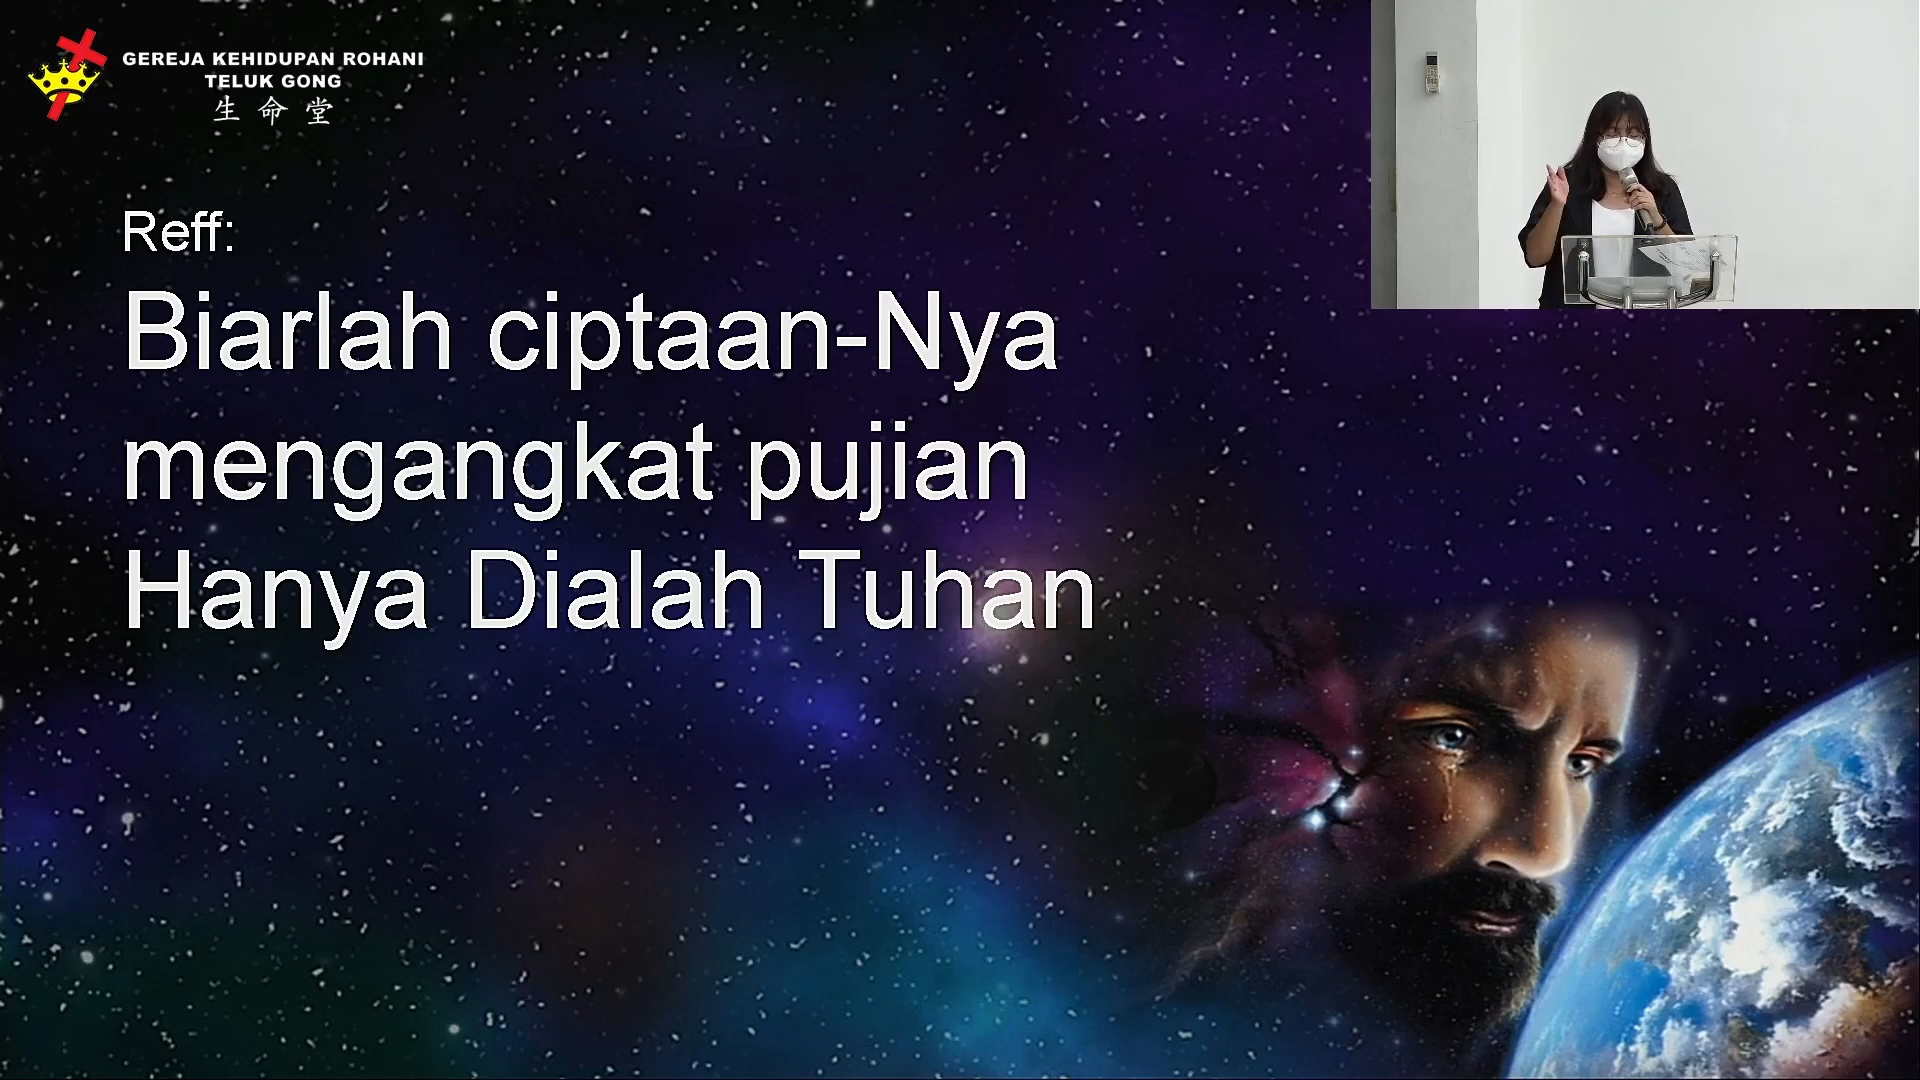 GEREJA KEHIDUPAN ROHANI
TELUK GONG
生命堂
Reff:
Biarlah ciptaan-Nya
mengangkat pujian
Hanya Dialah Tuhan